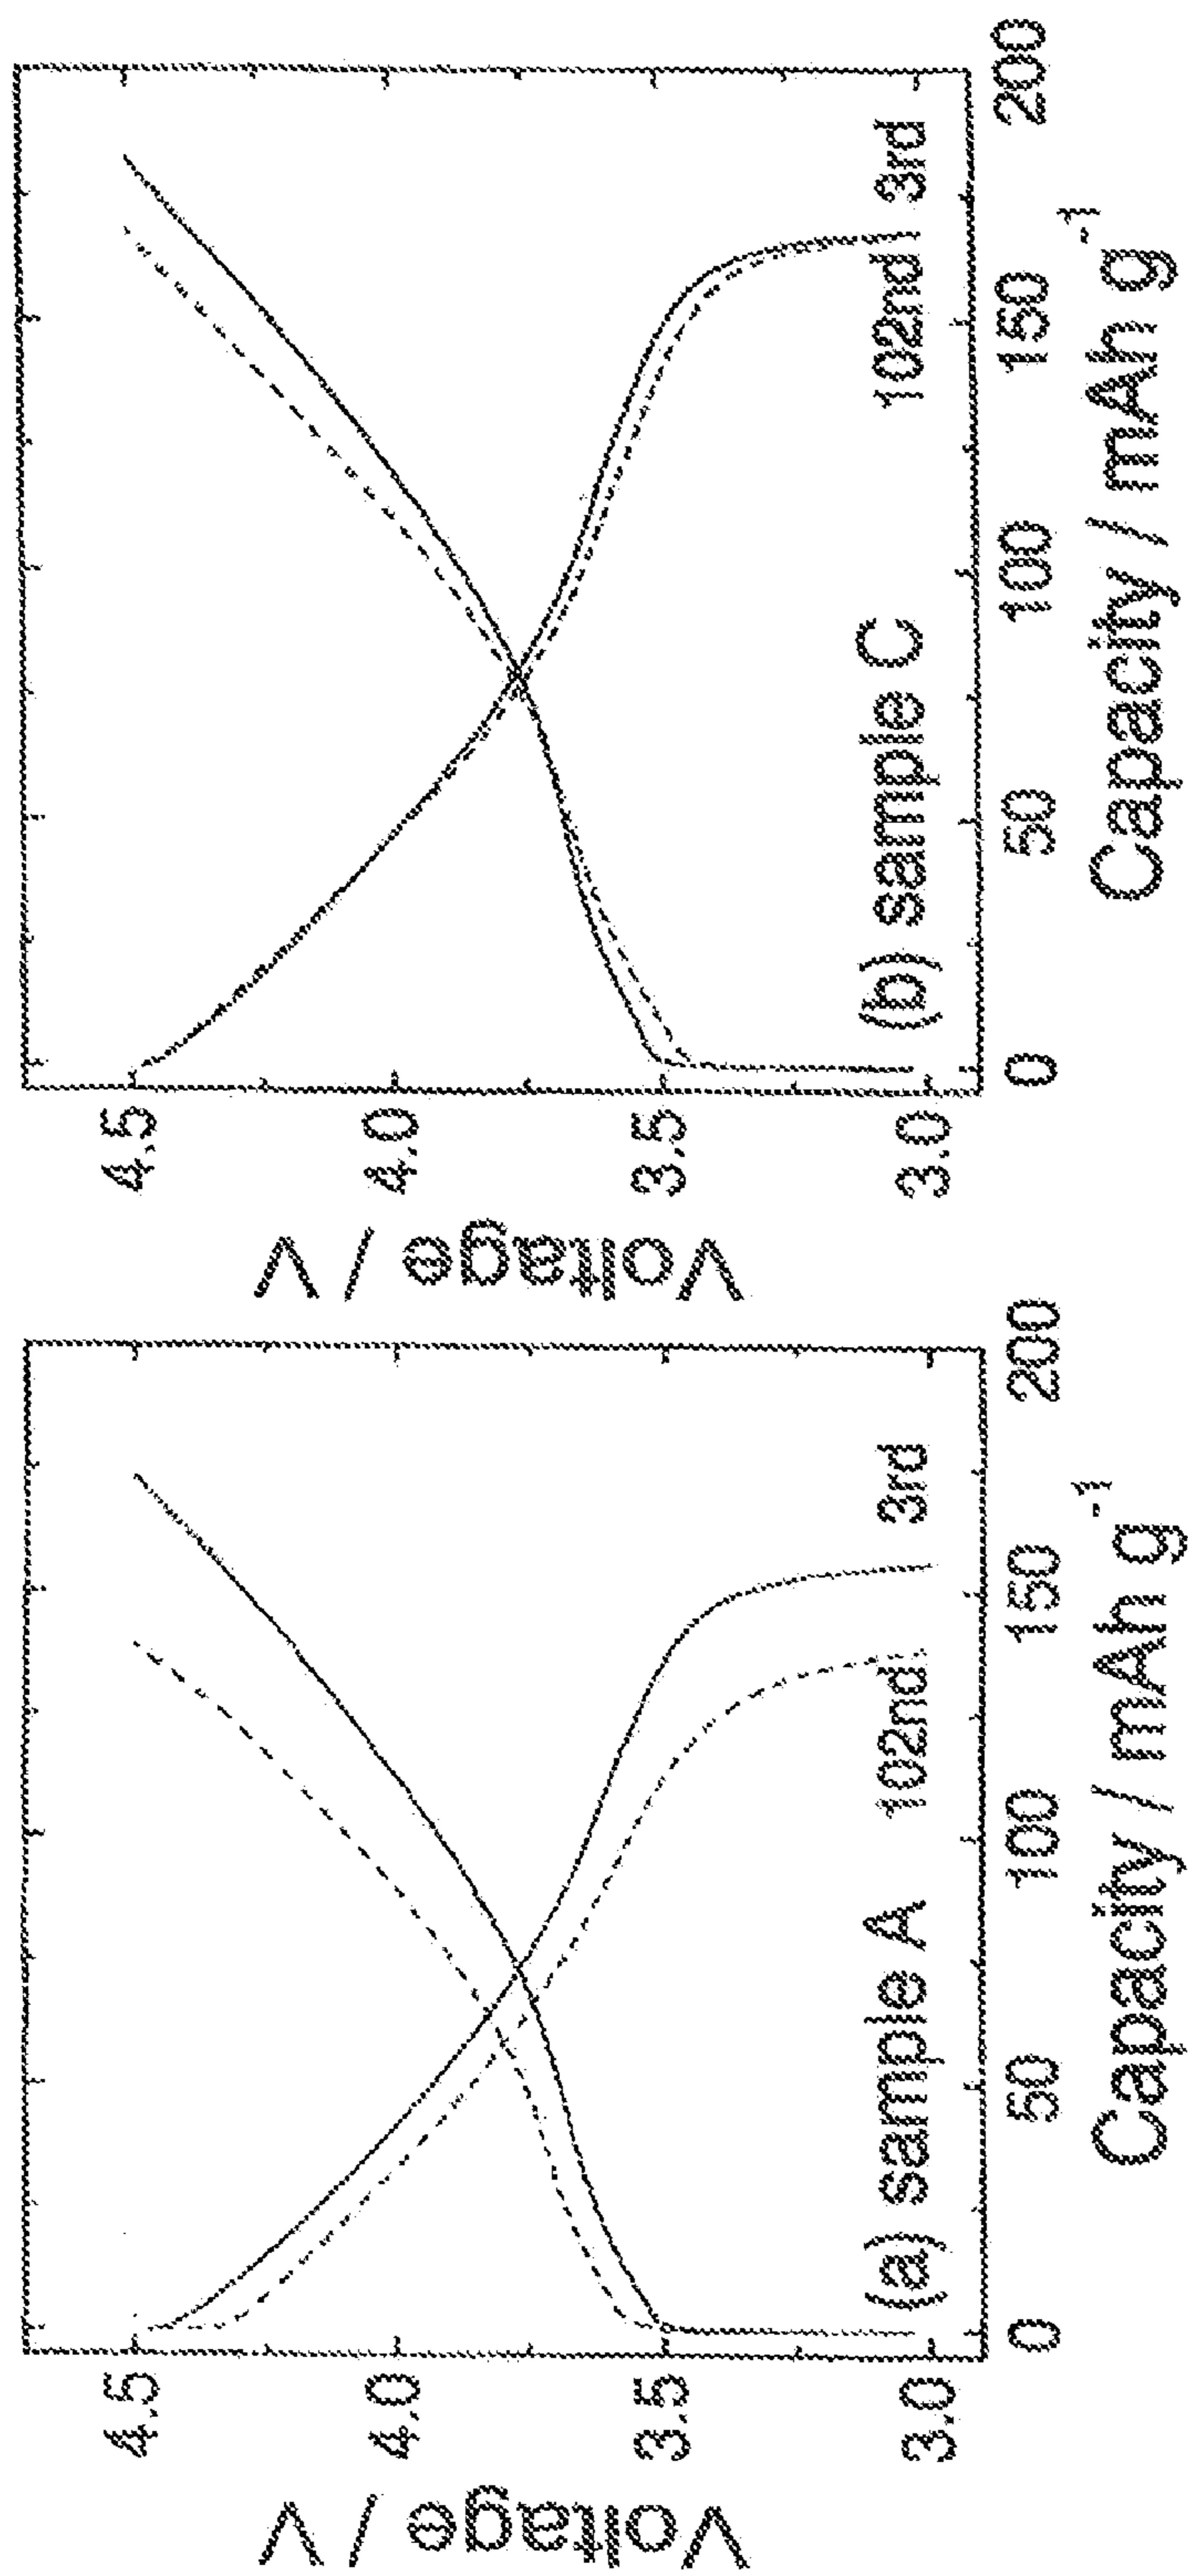 Voltage / V
4.5
4.0
3.5
3.0
(a) sample A
102nd
3rd
0
50
100
150
200
Capacity / mAh g⁻¹
Voltage / V
4.5
4.0
3.5
3.0
(b) sample C
102nd
3rd
0
50
100
150
200
Capacity / mAh g⁻¹